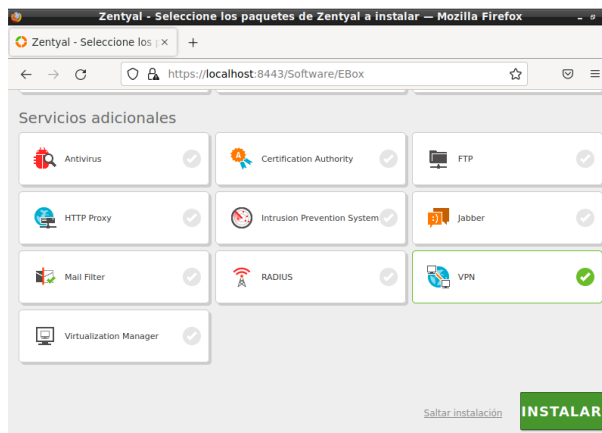 Zentyal - Seleccione los paquetes de Zentyal a instalar — Mozilla Firefox
Zentyal - Seleccione los
https://localhost:8443/Software/EBox
Servicios adicionales
Antivirus
Certification Authority
FTP
HTTP Proxy
Intrusion Prevention System
Jabber
Mail Filter
RADIUS
VPN
Virtualization Manager
Saltar instalación
INSTALAR